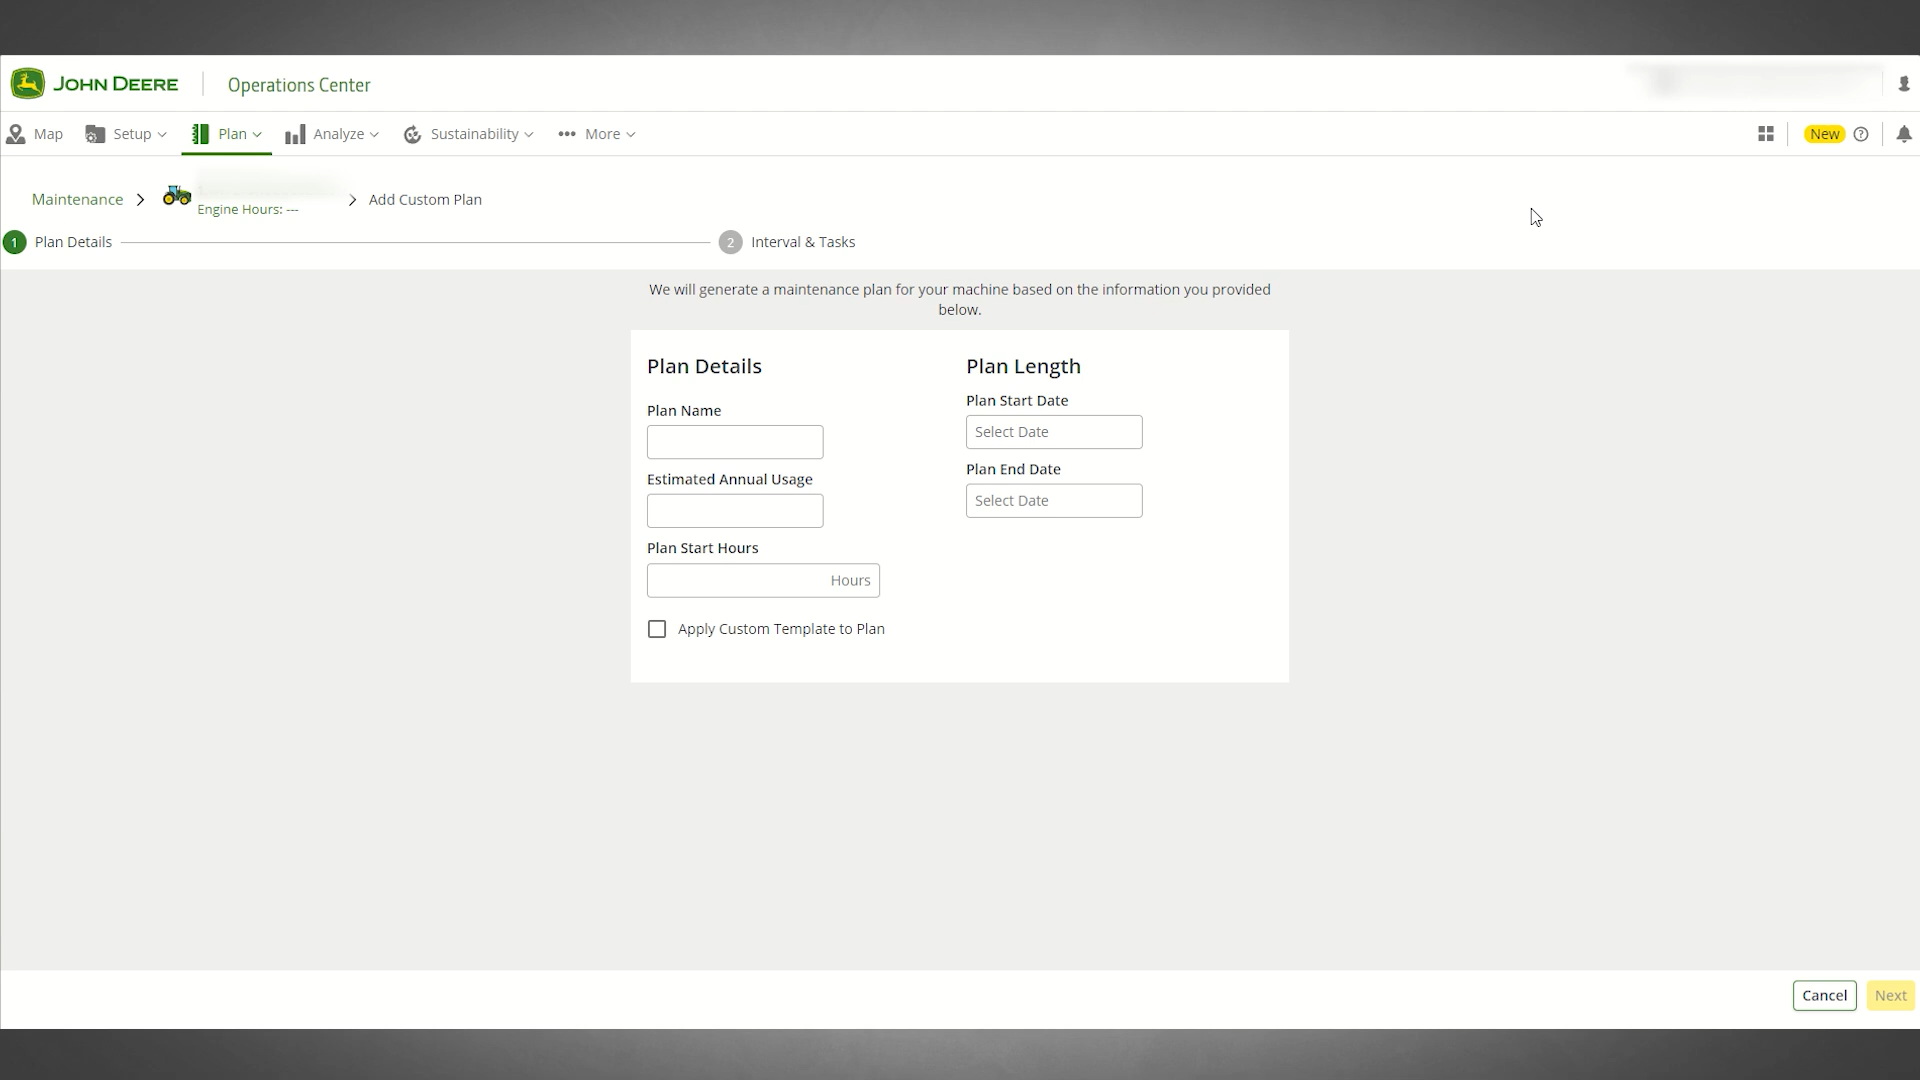 JOHN DEERE
Operations Center
Map
Setup
Plan
Analyze
Sustainability
More
New
Maintenance
Engine Hours: ---
Add Custom Plan
1 Plan Details
2 Interval & Tasks
We will generate a maintenance plan for your machine based on the information you provided
below.
Plan Details
Plan Name
Estimated Annual Usage
Plan Start Hours
Hours
Apply Custom Template to Plan
Plan Length
Plan Start Date
Select Date
Plan End Date
Select Date
Cancel
Next